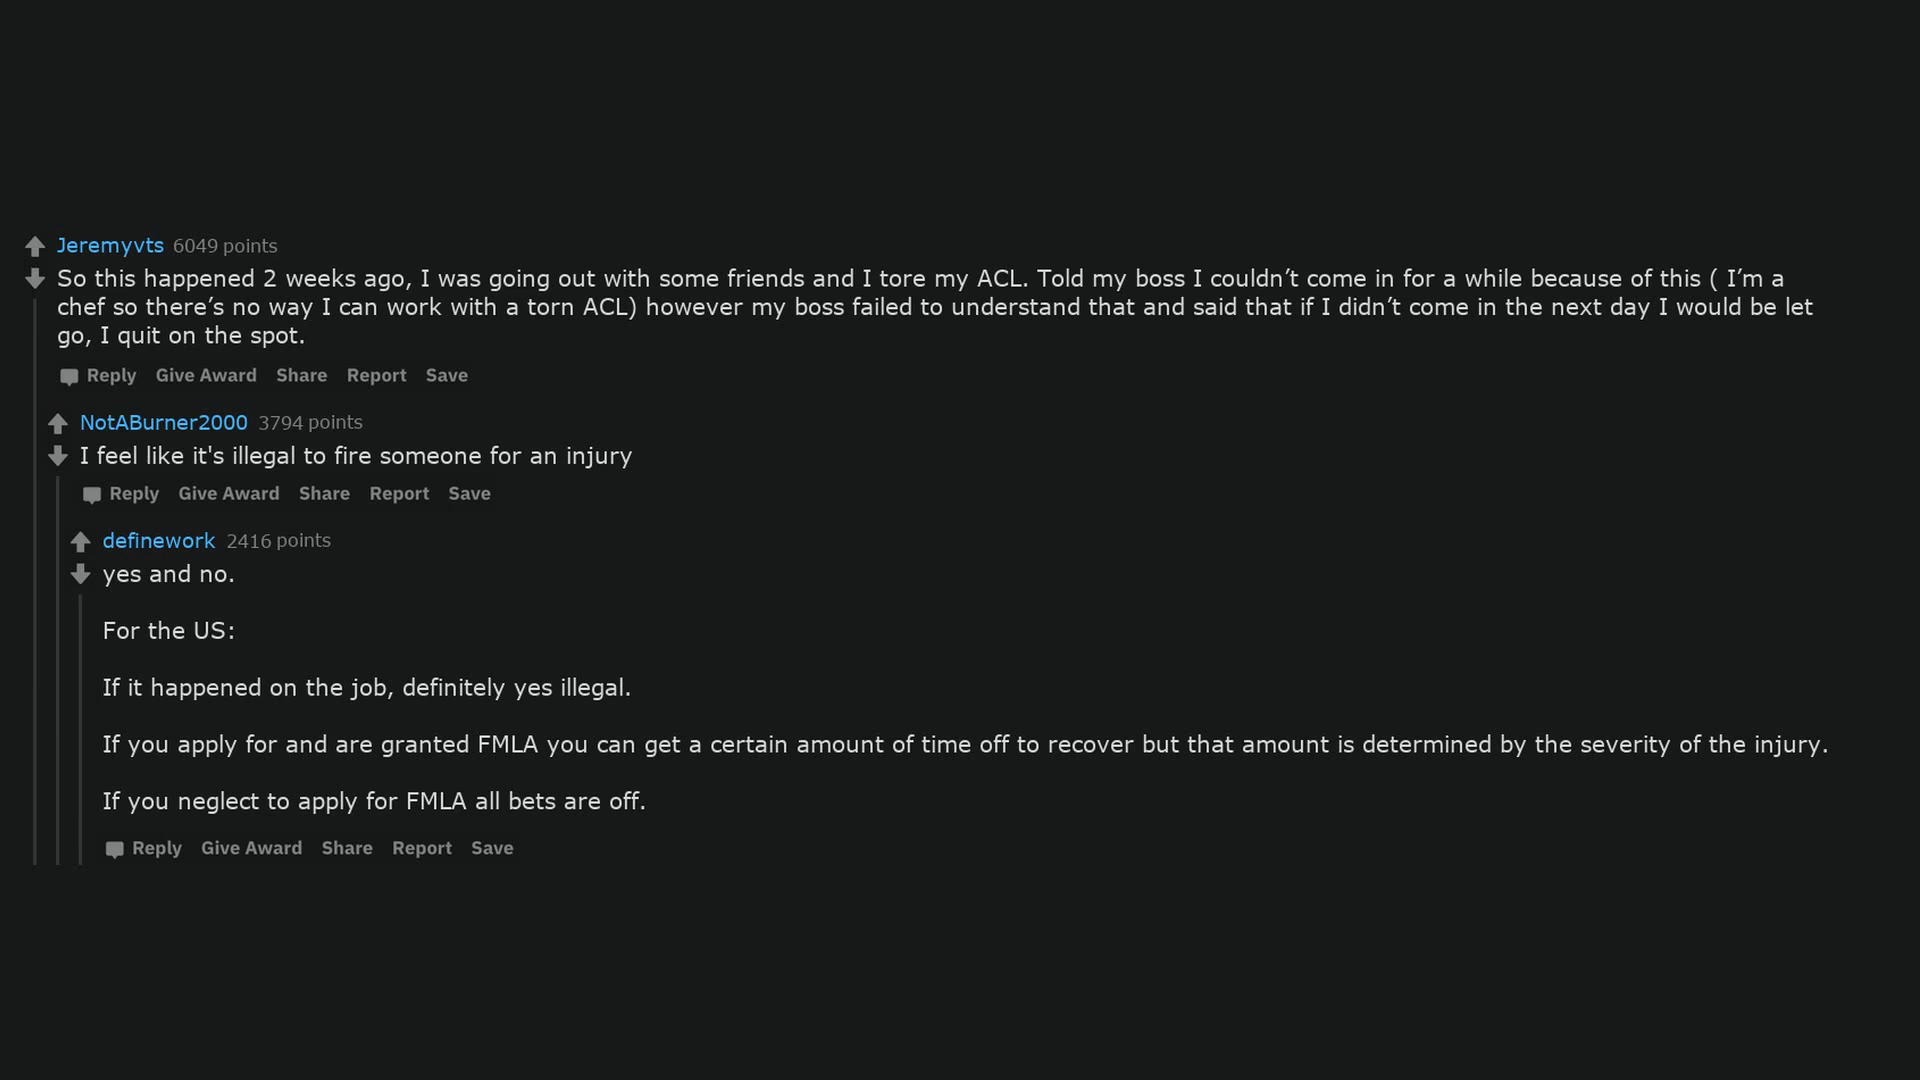 Jeremyvts 6049 points
So this happened 2 weeks ago, I was going out with some friends and I tore my ACL. Told my boss I couldn’t come in for a while because of this ( I’m a
chef so there’s no way I can work with a torn ACL) however my boss failed to understand that and said that if I didn’t come in the next day I would be let
go, I quit on the spot.
Reply Give Award Share Report Save
NotABurner2000 3794 points
I feel like it's illegal to fire someone for an injury
Reply Give Award Share Report Save
definework 2416 points
yes and no.
For the US:
If it happened on the job, definitely yes illegal.
If you apply for and are granted FMLA you can get a certain amount of time off to recover but that amount is determined by the severity of the injury.
If you neglect to apply for FMLA all bets are off.
Reply Give Award Share Report Save